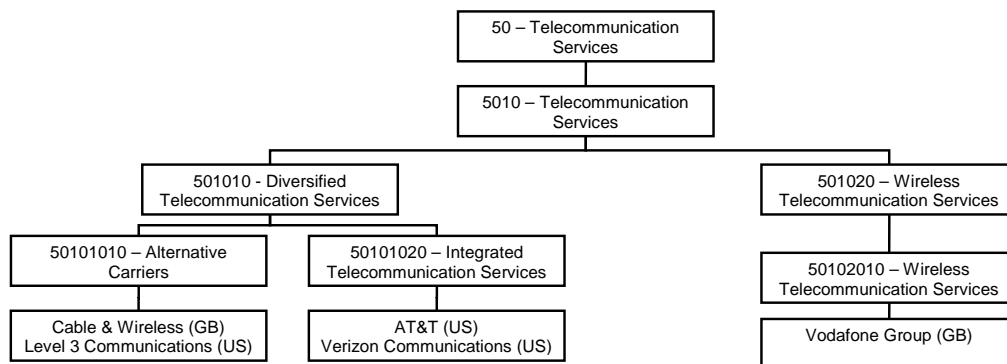 50 – Telecommunication
Services
5010 – Telecommunication
Services
501010 - Diversified
Telecommunication Services
501020 – Wireless
Telecommunication Services
50101010 – Alternative
Carriers
50101020 – Integrated
Telecommunication Services
50102010 – Wireless
Telecommunication Services
Cable & Wireless (GB)
Level 3 Communications (US)
AT&T (US)
Verizon Communications (US)
Vodafone Group (GB)